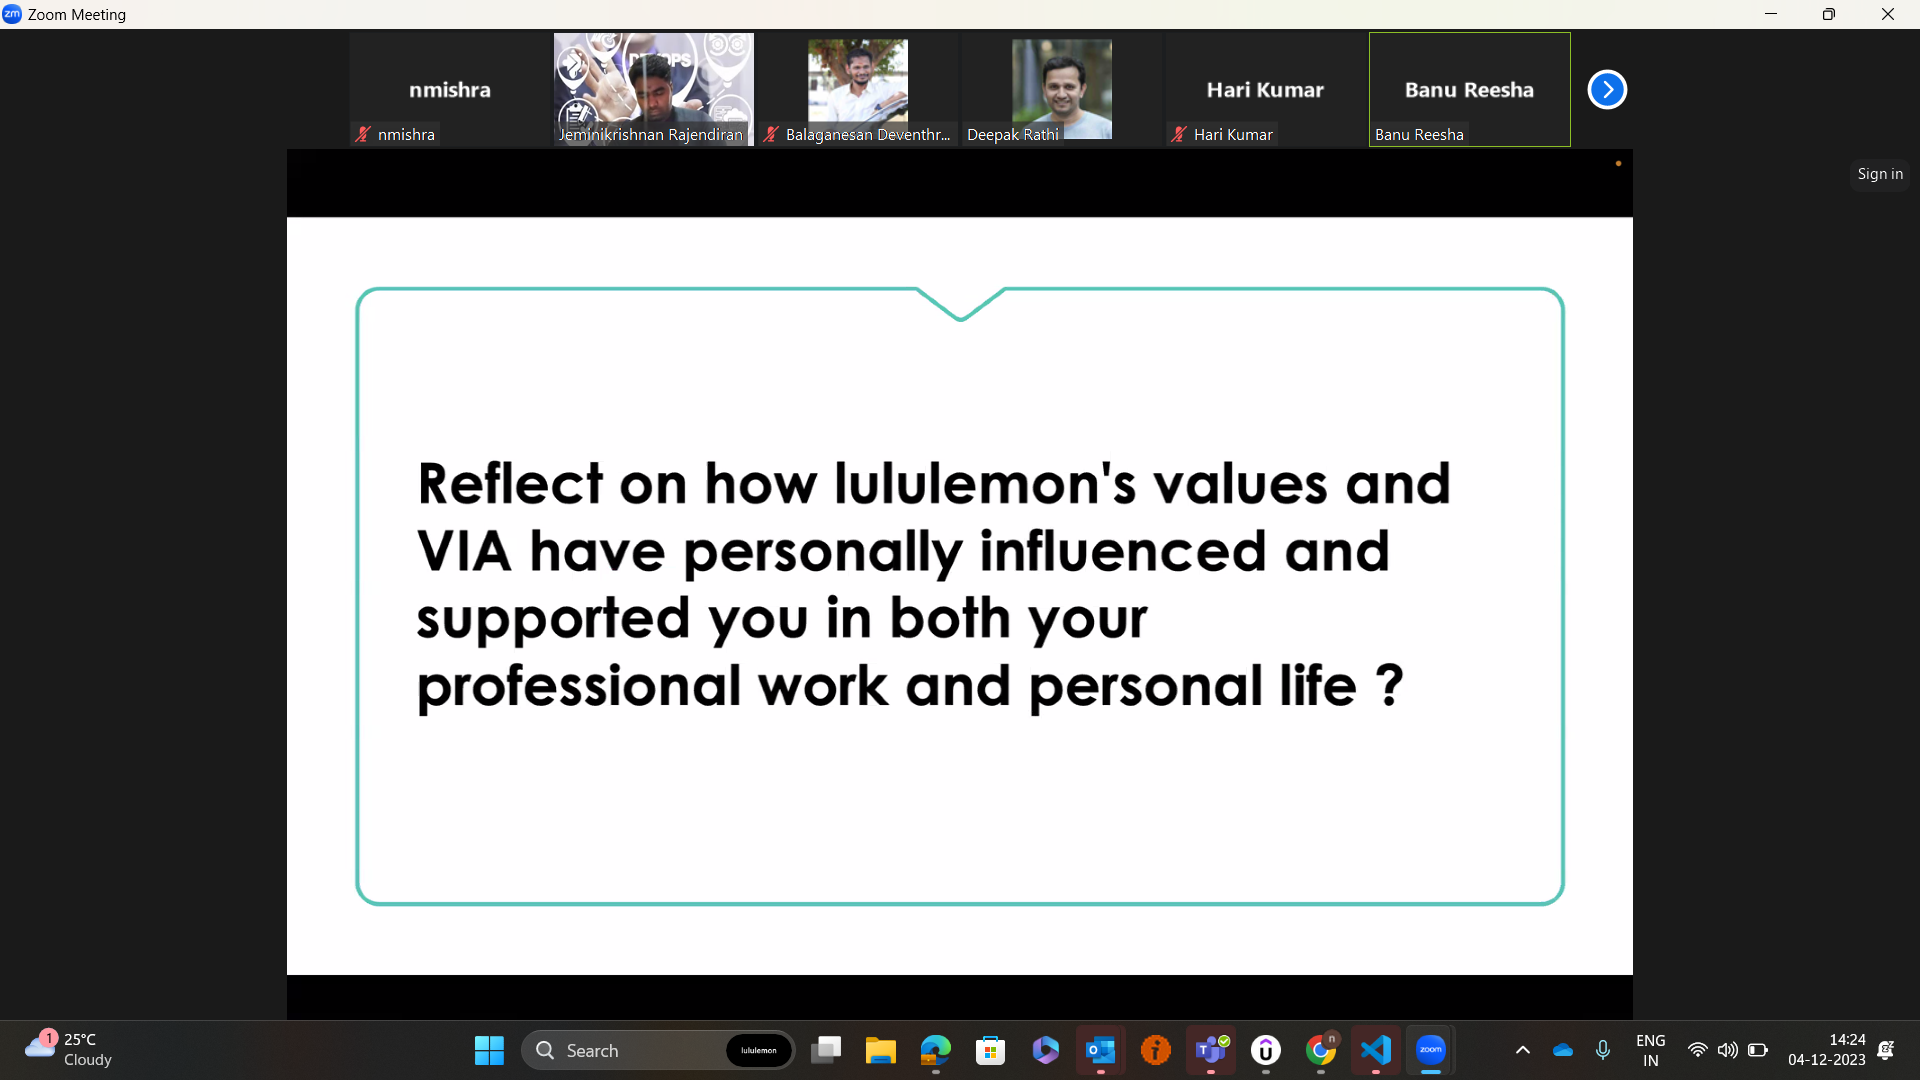 Zoom Meeting
nmishra
Hari Kumar
Banu Reesha
nmishra
Jeminikrishnan Rajendiran
Balaganesan Deventhr...
Deepak Rathi
Hari Kumar
Banu Reesha
Sign in
Reflect on how lululemon's values and
VIA have personally influenced and
supported you in both your
professional work and personal life ?
1
25°C
Cloudy
Search
lululemon
n
zoom
ENG
IN
14:24
04-12-2023